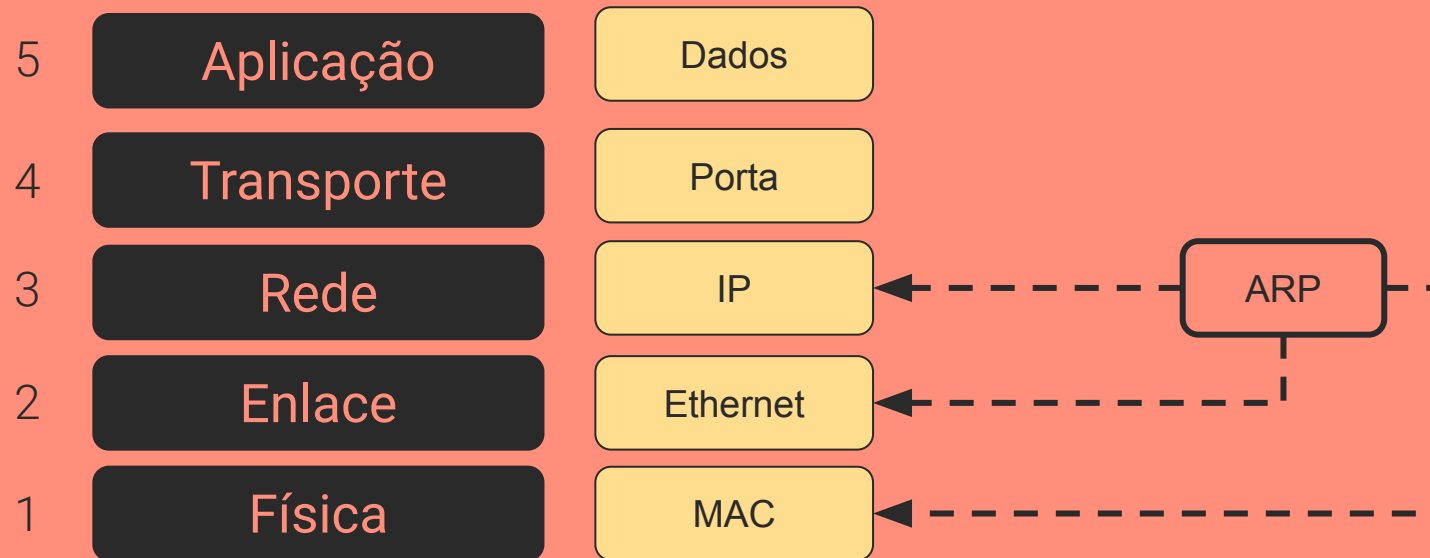 5 Aplicação Dados
4 Transporte Porta
3 Rede IP ARP
2 Enlace Ethernet
1 Física MAC